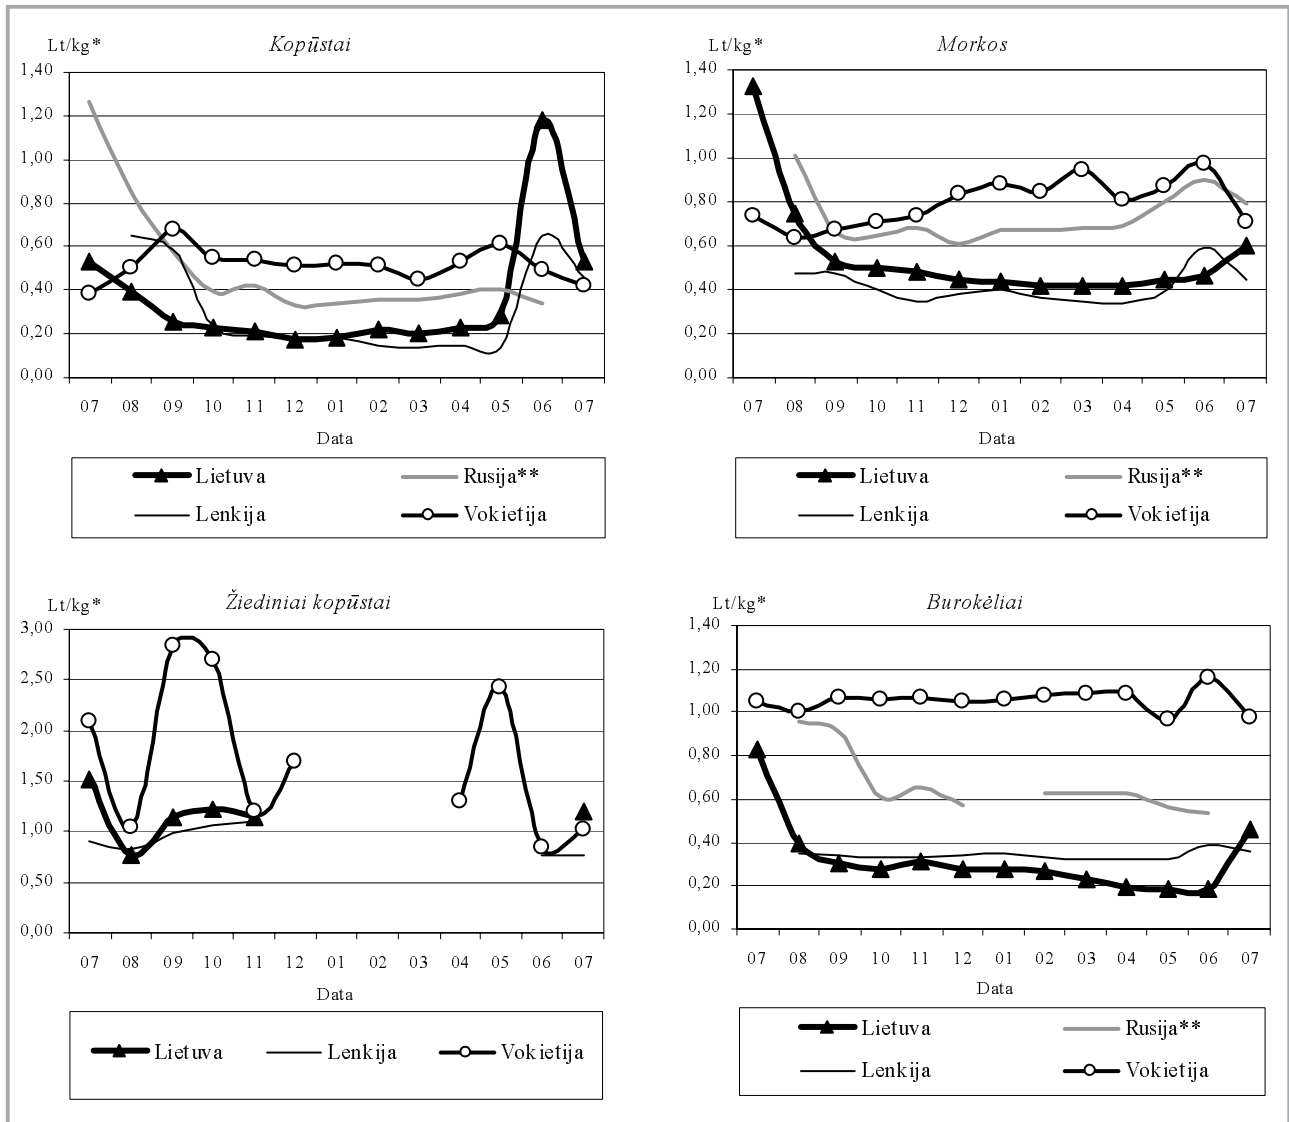 Lt/kg*
Kopūstai
1,40
1,20
1,00
0,80
0,60
0,40
0,20
0,00
07 08 09 10 11 12 01 02 03 04 05 06 07
Data
Lietuva
Rusija**
Lenkija
Vokietija
Lt/kg*
Morkos
1,40
1,20
1,00
0,80
0,60
0,40
0,20
0,00
07 08 09 10 11 12 01 02 03 04 05 06 07
Data
Lietuva
Rusija**
Lenkija
Vokietija
Lt/kg*
Žiediniai kopūstai
3,00
2,50
2,00
1,50
1,00
0,50
0,00
07 08 09 10 11 12 01 02 03 04 05 06 07
Data
Lietuva
Lenkija
Vokietija
Lt/kg*
Burokėliai
1,40
1,20
1,00
0,80
0,60
0,40
0,20
0,00
07 08 09 10 11 12 01 02 03 04 05 06 07
Data
Lietuva
Rusija**
Lenkija
Vokietija